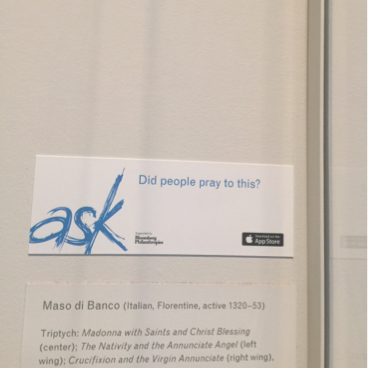 Did people pray to this?
ask
Bloomberg
Philanthropies
App Store
Maso di Banco (Italian, Florentine, active 1320–53)
Triptych: Madonna with Saints and Christ Blessing
(center); The Nativity and the Annunciate Angel (left
wing); Crucifixion and the Virgin Annunciate (right wing),